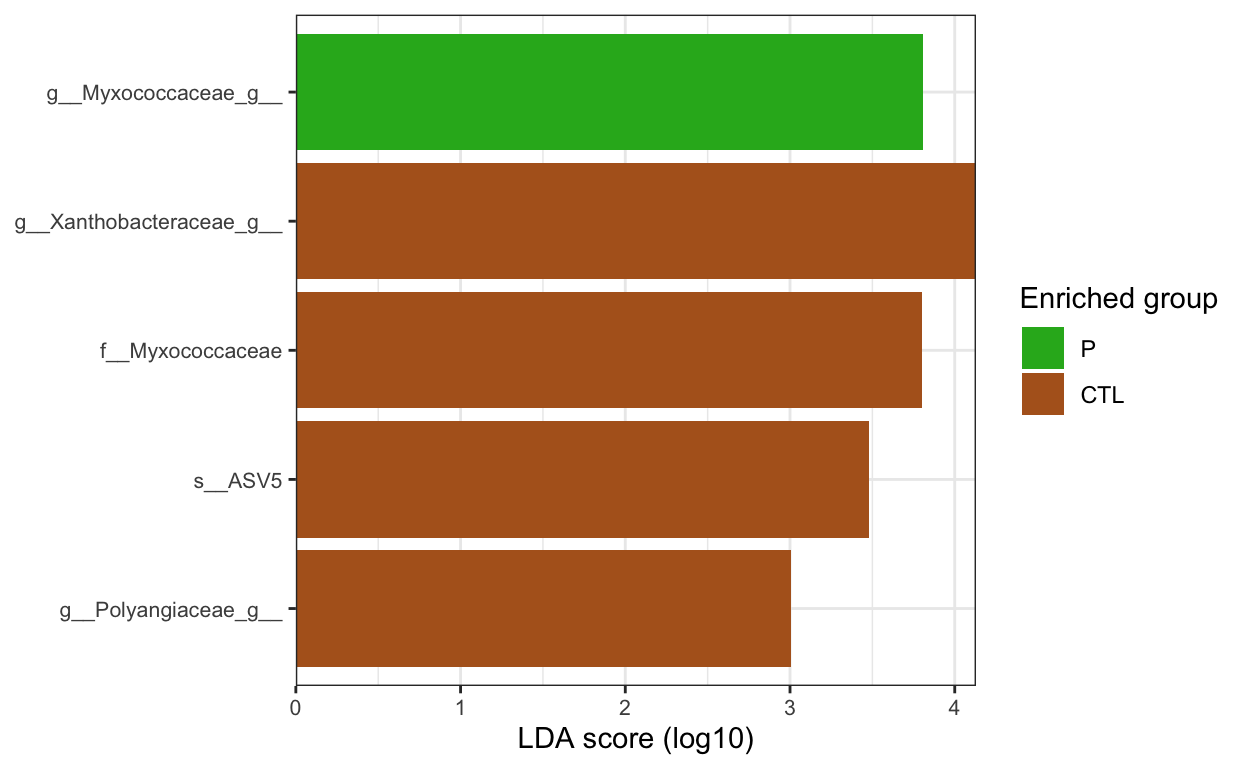 g__Myxococcaceae_g__
g__Xanthobacteraceae_g__
f__Myxococcaceae
s__ASV5
g__Polyangiaceae_g__
0 1 2 3 4
LDA score (log10)
Enriched group
P
CTL